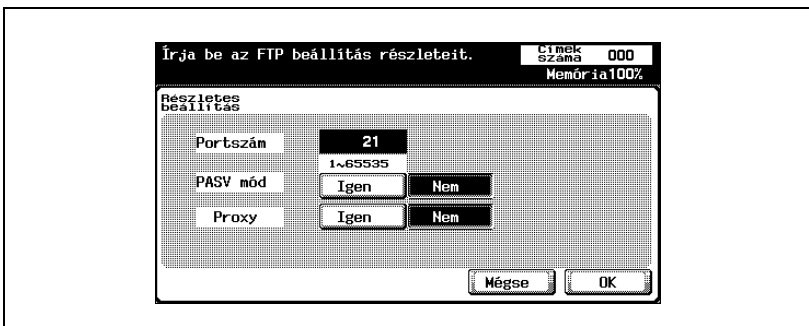 Írja be az FTP beállítás részleteit.
Címek száma 000
Memória100%
Részletes
beállítás
Portszám 21
1~65535
PASV mód Igen Nem
Proxy Igen Nem
Mégse OK